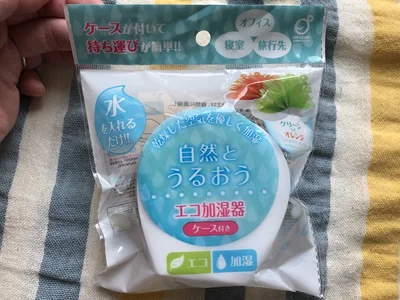 ケースが付いて
持ち運びが簡単!!
オフィス
寝室
旅行先
水
を入れる
だけ!!
グリーン
オレンジ
乾燥した空気を優しく加湿
自然と
うるおう
エコ加湿器
ケース付き
エコ
加湿